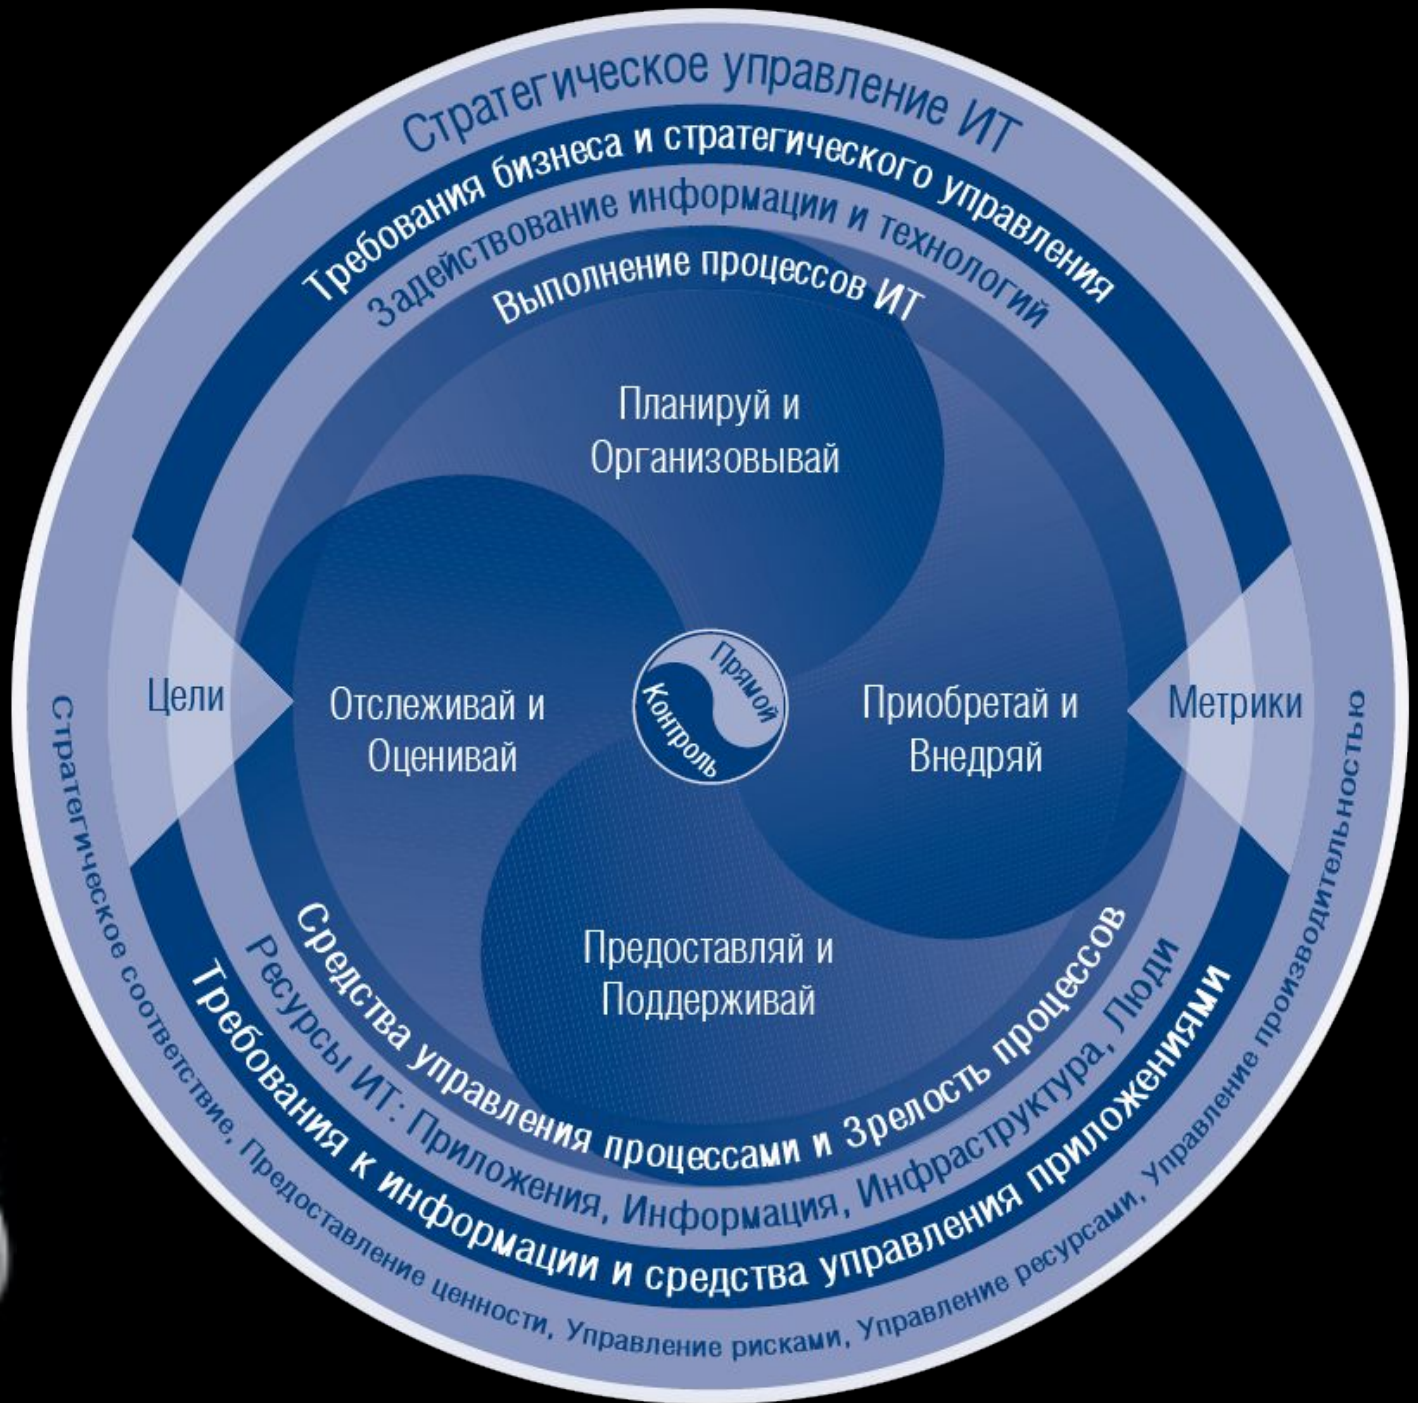 Стратегическое управление ИТ
Требования бизнеса и стратегического управления
Задействование информации и технологий
Выполнение процессов ИТ
Планируй и
Организовывай
Цели
Отслеживай и
Оценивай
Прямой
Контроль
Приобретай и
Внедряй
Метрики
Предоставляй и
Поддерживай
Средства управления процессами и Зрелость процессов
Ресурсы ИТ: Приложения, Информация, Инфраструктура, Люди
Требования к информации и средства управления приложениями
Стратегическое соответствие, Предоставление ценности, Управление рисками, Управление ресурсами, Управление производительностью